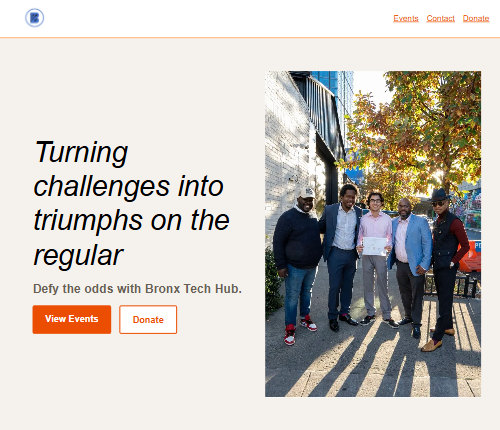 Events Contact Donate
Turning
challenges into
triumphs on the
regular
Defy the odds with Bronx Tech Hub.
View Events Donate